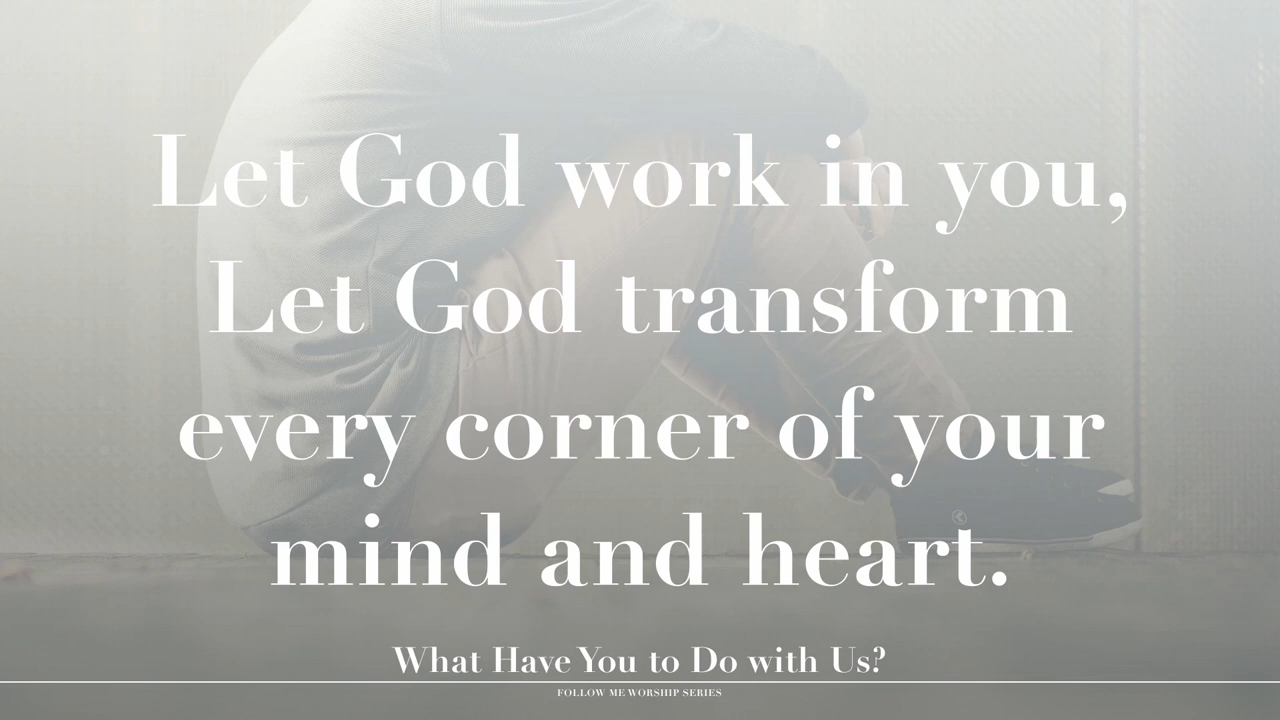 Let God work in you,
Let God transform
every corner of your
mind and heart.
What Have You to Do with Us?
FOLLOW ME WORSHIP SERIES